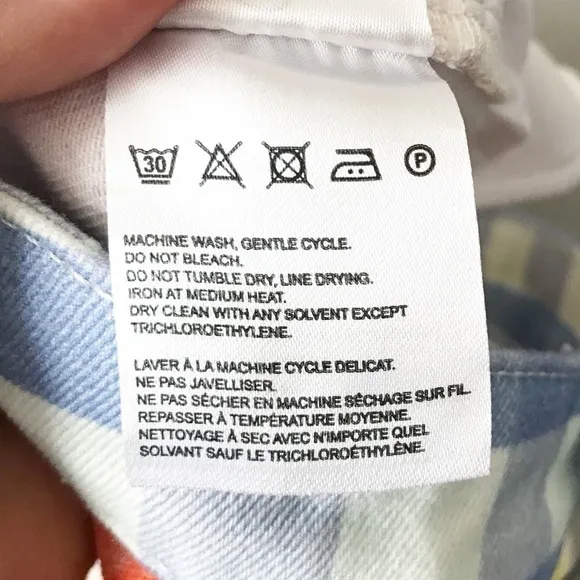 30
P
MACHINE WASH, GENTLE CYCLE.
DO NOT BLEACH.
DO NOT TUMBLE DRY, LINE DRYING.
IRON AT MEDIUM HEAT.
DRY CLEAN WITH ANY SOLVENT EXCEPT
TRICHLOROETHYLENE.
LAVER À LA MACHINE CYCLE DELICAT.
NE PAS JAVELLISER.
NE PAS SÉCHER EN MACHINE SÉCHAGE SUR FIL.
REPASSER À TEMPÉRATURE MOYENNE.
NETTOYAGE À SEC AVEC N'IMPORTE QUEL
SOLVANT SAUF LE TRICHLOROÉTHYLÈNE.